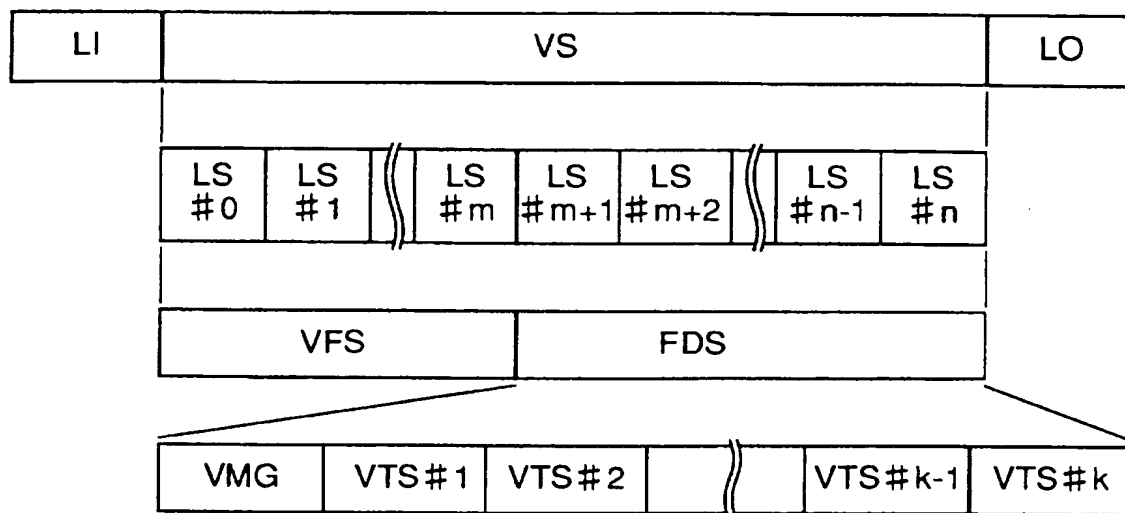 LI VS LO
LS LS LS LS LS LS LS
#0 #1 #m #m+1 #m+2 #n-1 #n
VFS FDS
VMG VTS#1 VTS#2 VTS#k-1 VTS#k